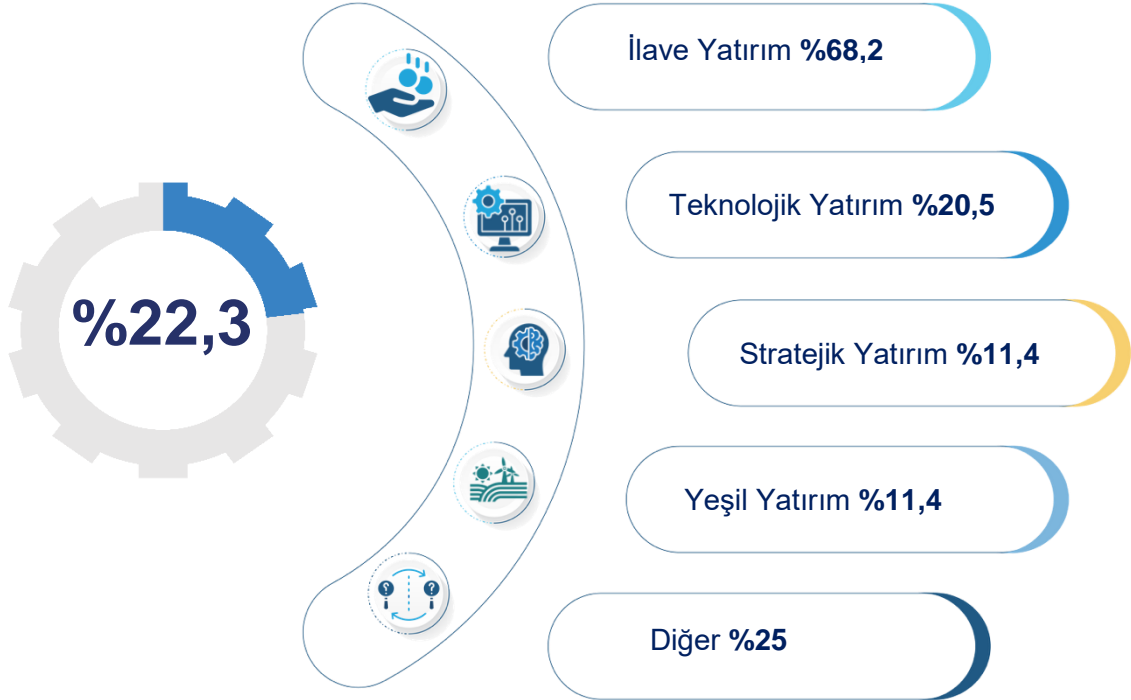 %22,3
İlave Yatırım %68,2
Teknolojik Yatırım %20,5
Stratejik Yatırım %11,4
Yeşil Yatırım %11,4
Diğer %25